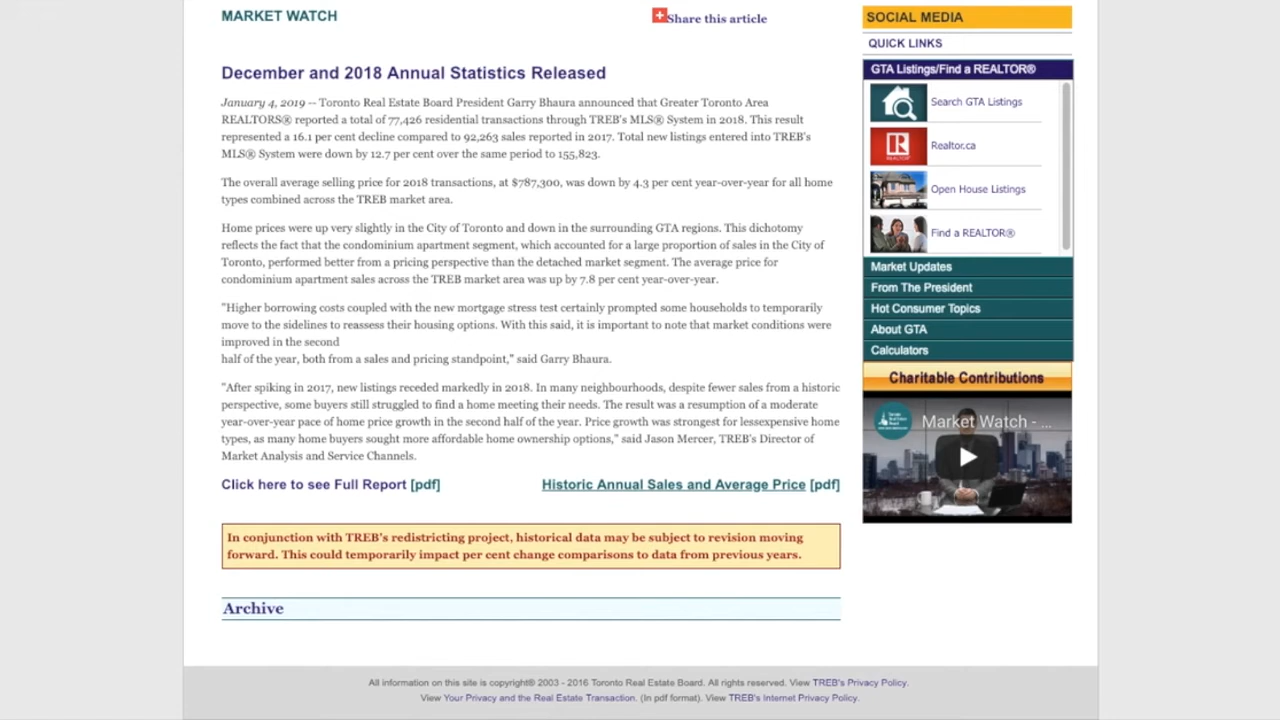 MARKET WATCH
Share this article
December and 2018 Annual Statistics Released
January 4, 2019 -- Toronto Real Estate Board President Garry Bhaura announced that Greater Toronto Area
REALTORS® reported a total of 77,426 residential transactions through TREB's MLS® System in 2018. This result
represented a 16.1 per cent decline compared to 92,263 sales reported in 2017. Total new listings entered into TREB's
MLS® System were down by 12.7 per cent over the same period to 155,823.
The overall average selling price for 2018 transactions, at $787,300, was down by 4.3 per cent year-over-year for all home
types combined across the TREB market area.
Home prices were up very slightly in the City of Toronto and down in the surrounding GTA regions. This dichotomy
reflects the fact that the condominium apartment segment, which accounted for a large proportion of sales in the City of
Toronto, performed better from a pricing perspective than the detached market segment. The average price for
condominium apartment sales across the TREB market area was up by 7.8 per cent year-over-year.
"Higher borrowing costs coupled with the new mortgage stress test certainly prompted some households to temporarily
move to the sidelines to reassess their housing options. With this said, it is important to note that market conditions were
improved in the second
half of the year, both from a sales and pricing standpoint," said Garry Bhaura.
"After spiking in 2017, new listings receded markedly in 2018. In many neighbourhoods, despite fewer sales from a historic
perspective, some buyers still struggled to find a home meeting their needs. The result was a resumption of a moderate
year-over-year pace of home price growth in the second half of the year. Price growth was strongest for lessexpensive home
types, as many home buyers sought more affordable home ownership options," said Jason Mercer, TREB's Director of
Market Analysis and Service Channels.
Click here to see Full Report [pdf]
Historic Annual Sales and Average Price [pdf]
In conjunction with TREB's redistricting project, historical data may be subject to revision moving
forward. This could temporarily impact per cent change comparisons to data from previous years.
Archive
SOCIAL MEDIA
QUICK LINKS
GTA Listings/Find a REALTOR®
Search GTA Listings
REALTOR
Realtor.ca
Open House Listings
Find a REALTOR®
Market Updates
From The President
Hot Consumer Topics
About GTA
Calculators
Charitable Contributions
Market Watch - ...
All information on this site is copyright® 2003 - 2016 Toronto Real Estate Board. All rights reserved. View TREB's Privacy Policy.
View Your Privacy and the Real Estate Transaction. (In pdf format). View TREB's Internet Privacy Policy.